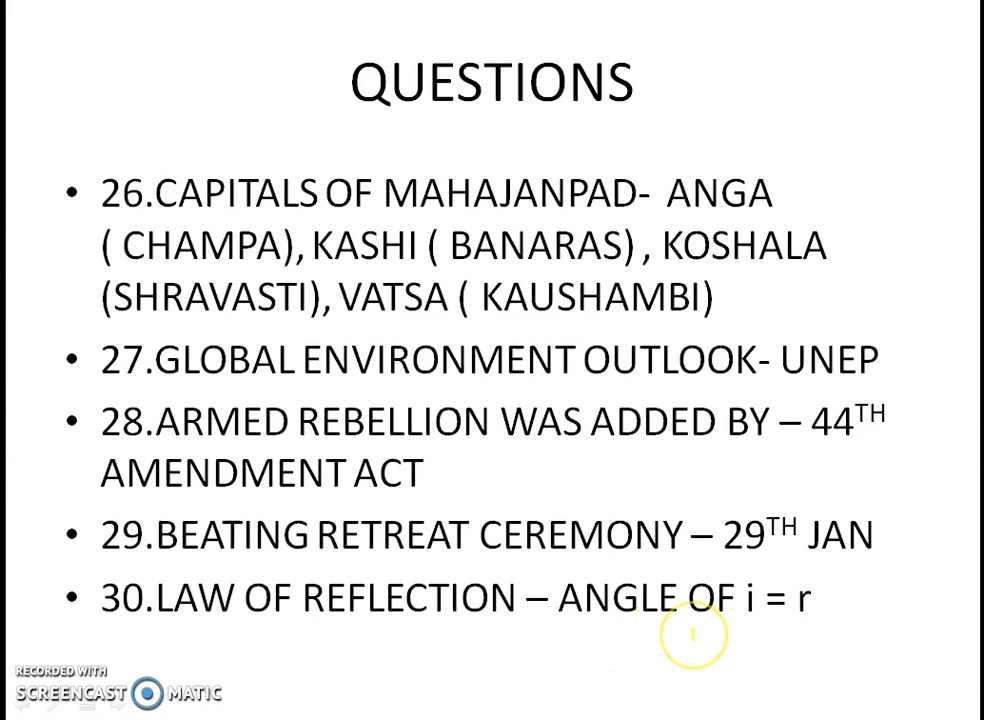 QUESTIONS
• 26.CAPITALS OF MAHAJANPAD- ANGA
( CHAMPA), KASHI ( BANARAS) , KOSHALA
(SHRAVASTI), VATSA ( KAUSHAMBI)
• 27.GLOBAL ENVIRONMENT OUTLOOK- UNEP
• 28.ARMED REBELLION WAS ADDED BY – 44TH
AMENDMENT ACT
• 29.BEATING RETREAT CEREMONY – 29TH JAN
• 30.LAW OF REFLECTION – ANGLE OF i = r
RECORDED WITH
SCREENCAST MATIC